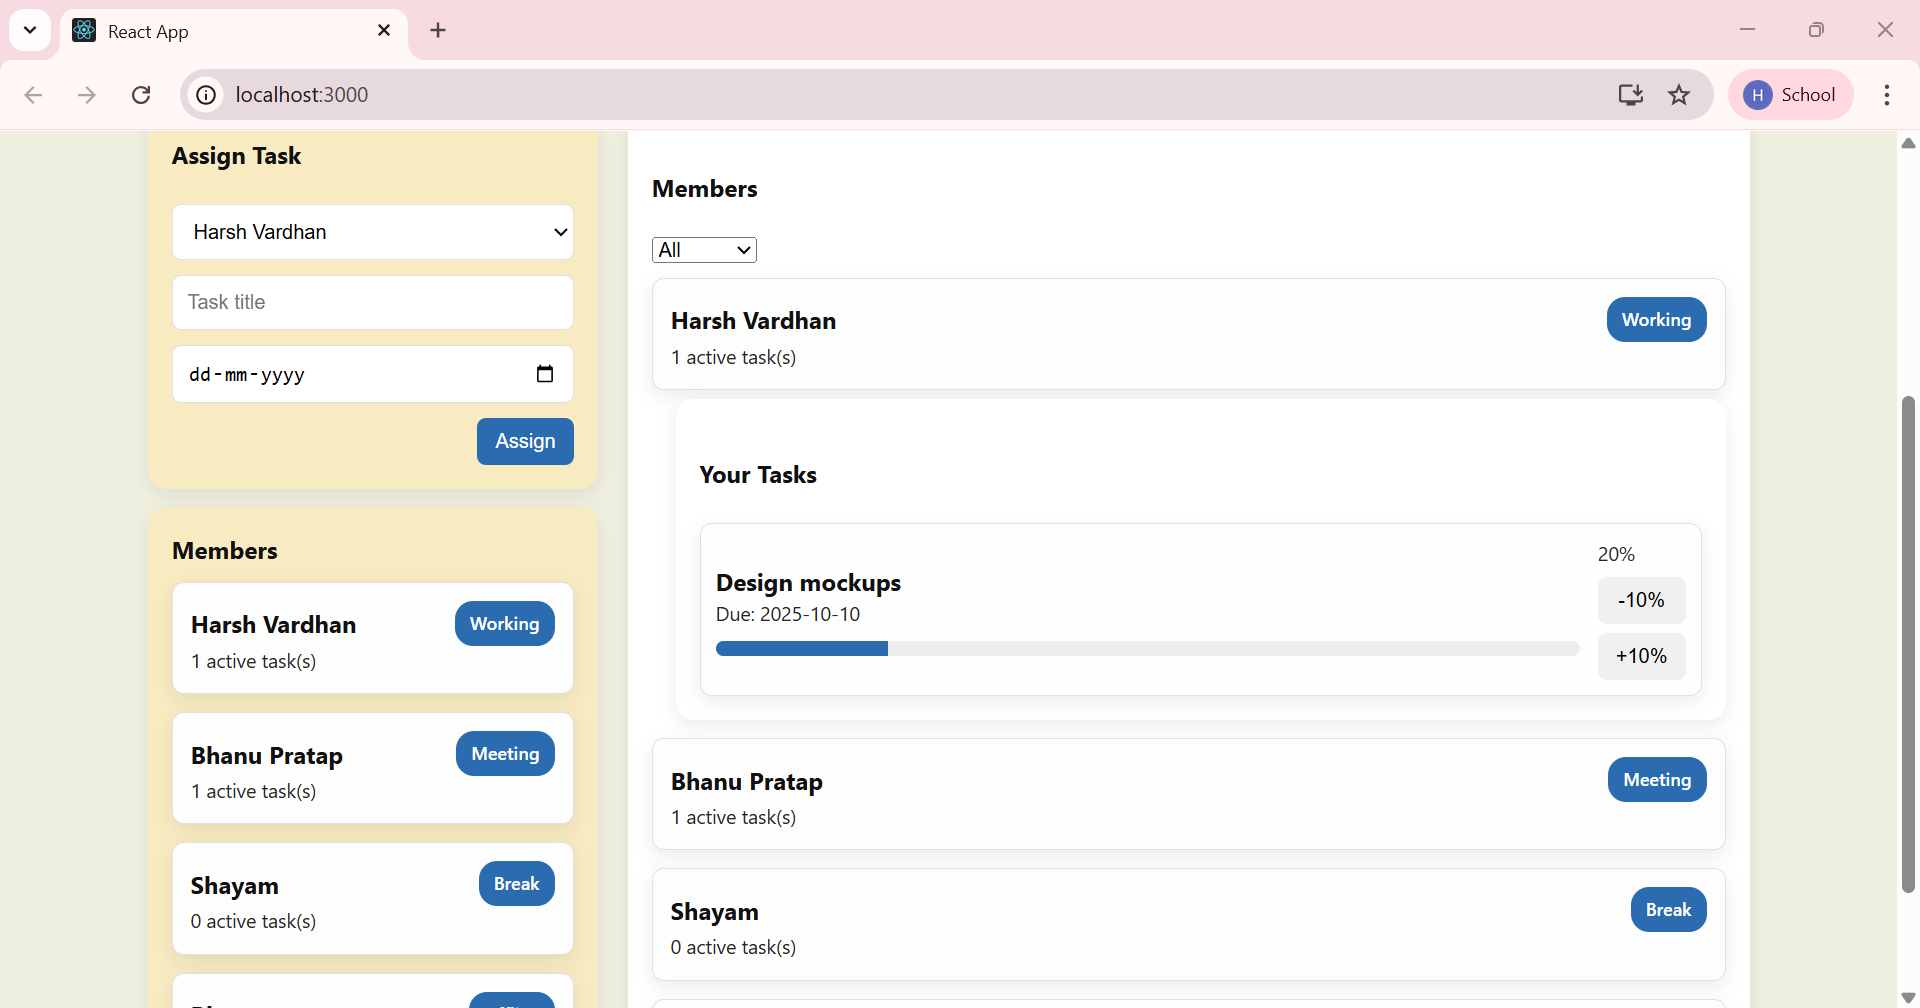 React App
localhost:3000
School
H
Assign Task
Harsh Vardhan
Task title
dd-mm-yyyy
Assign
Members
Harsh Vardhan
Working
1 active task(s)
Bhanu Pratap
Meeting
1 active task(s)
Shayam
Break
0 active task(s)
Members
All
Harsh Vardhan
Working
1 active task(s)
Your Tasks
Design mockups
Due: 2025-10-10
20%
-10%
+10%
Bhanu Pratap
Meeting
1 active task(s)
Shayam
Break
0 active task(s)